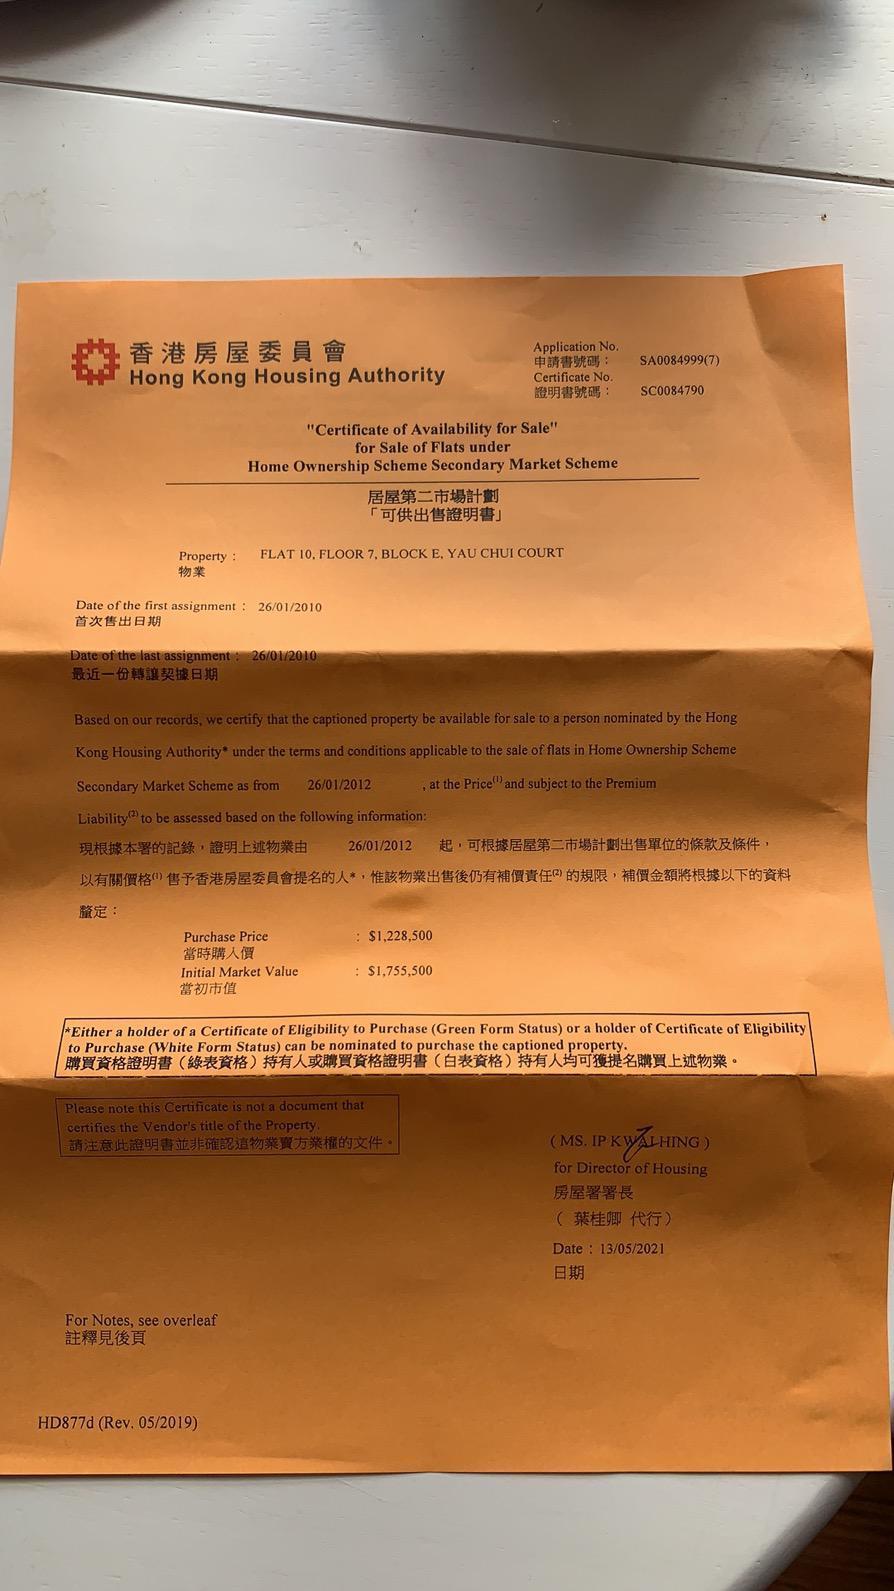 香港房屋委員會
Hong Kong Housing Authority
Application No.
申請書號碼： SA0084999(7)
Certificate No.
證明書號碼： SC0084790
"Certificate of Availability for Sale"
for Sale of Flats under
Home Ownership Scheme Secondary Market Scheme
居屋第二市場計劃
「可供出售證明書」
Property : FLAT 10, FLOOR 7, BLOCK E, YAU CHUI COURT
物業
Date of the first assignment : 26/01/2010
首次售出日期
Date of the last assignment : 26/01/2010
最近一份轉讓契據日期
Based on our records, we certify that the captioned property be available for sale to a person nominated by the Hong
Kong Housing Authority* under the terms and conditions applicable to the sale of flats in Home Ownership Scheme
Secondary Market Scheme as from 26/01/2012 , at the Price(1) and subject to the Premium
Liability(2) to be assessed based on the following information:
現根據本署的記錄，證明上述物業由 26/01/2012 起，可根據居屋第二市場計劃出售單位的條款及條件，
以有關價格(1) 售予香港房屋委員會提名的人*，惟該物業出售後仍有補價責任(2) 的規限，補價金額將根據以下的資料
釐定：
Purchase Price : $1,228,500
當時購入價
Initial Market Value : $1,755,500
當初市值
*Either a holder of a Certificate of Eligibility to Purchase (Green Form Status) or a holder of Certificate of Eligibility
to Purchase (White Form Status) can be nominated to purchase the captioned property.
購買資格證明書（綠表資格）持有人或購買資格證明書（白表資格）持有人均可獲提名購買上述物業。
Please note this Certificate is not a document that
certifies the Vendor's title of the Property.
請注意此證明書並非確認這物業賣方業權的文件。
( MS. IP KWAI-HING )
for Director of Housing
房屋署署長
（ 葉桂卿 代行）
Date : 13/05/2021
日期
For Notes, see overleaf
註釋見後頁
HD877d (Rev. 05/2019)